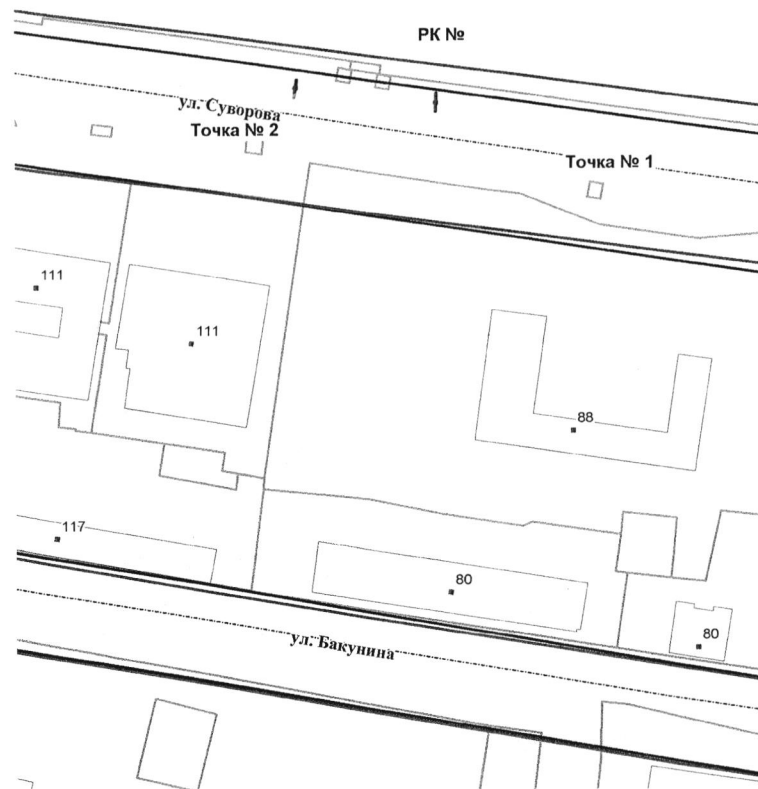 РК №
ул. Суворова
Точка № 2
Точка № 1
111
111
88
117
80
80
ул. Бакунина